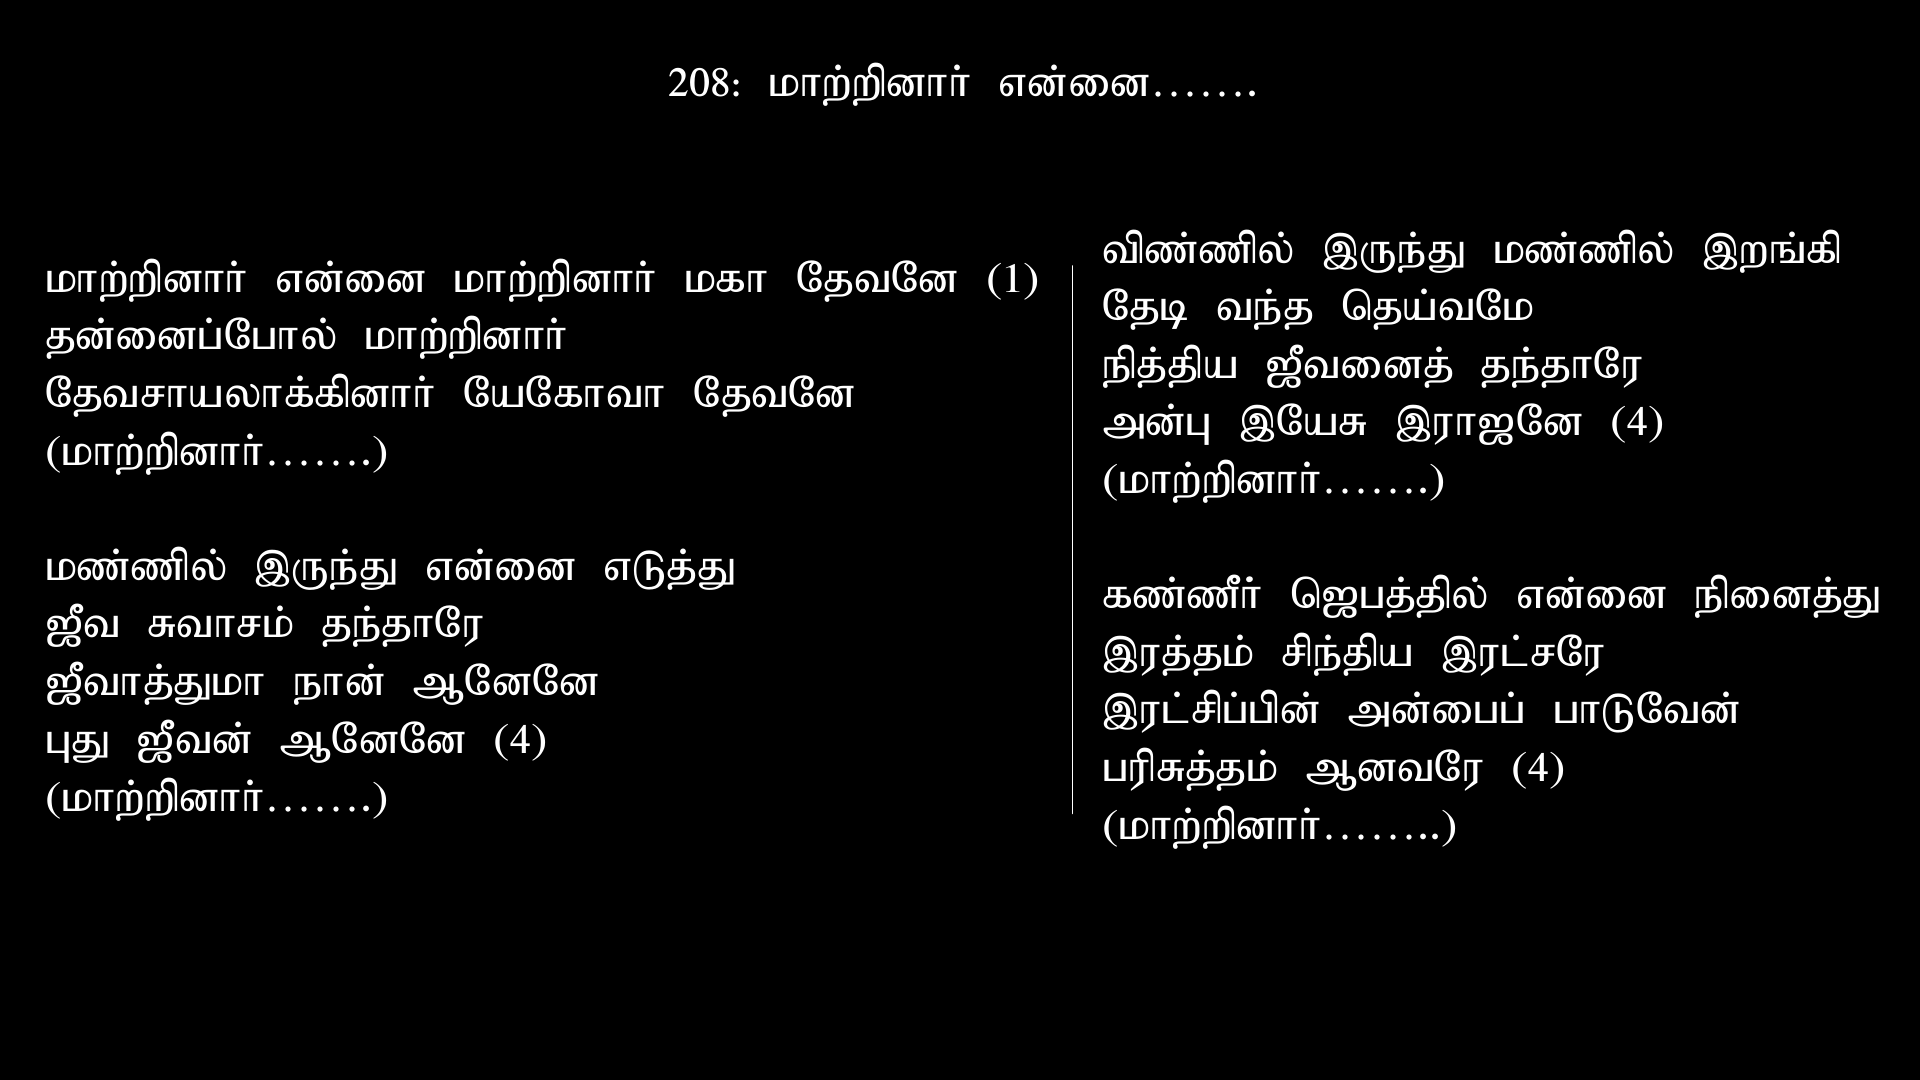 208: மாற்றினார் என்னை…….
மாற்றினார் என்னை மாற்றினார் மகா தேவனே (1)
தன்னைப்போல் மாற்றினார்
தேவசாயலாக்கினார் யேகோவா தேவனே
(மாற்றினார்…….)
மண்ணில் இருந்து என்னை எடுத்து
ஜீவ சுவாசம் தந்தாரே
ஜீவாத்துமா நான் ஆனேனே
புது ஜீவன் ஆனேனே (4)
(மாற்றினார்…….)
விண்ணில் இருந்து மண்ணில் இறங்கி
தேடி வந்த தெய்வமே
நித்திய ஜீவனைத் தந்தாரே
அன்பு இயேசு இராஜனே (4)
(மாற்றினார்…….)
கண்ணீர் ஜெபத்தில் என்னை நினைத்து
இரத்தம் சிந்திய இரட்சரே
இரட்சிப்பின் அன்பைப் பாடுவேன்
பரிசுத்தம் ஆனவரே (4)
(மாற்றினார்……..)